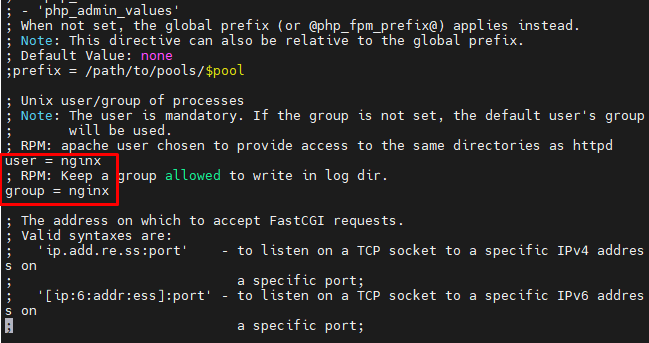 ; - 'php_admin_values'
; When not set, the global prefix (or @php_fpm_prefix@) applies instead.
; Note: This directive can also be relative to the global prefix.
; Default Value: none
;prefix = /path/to/pools/$pool

; Unix user/group of processes
; Note: The user is mandatory. If the group is not set, the default user's group
;       will be used.
; RPM: apache user chosen to provide access to the same directories as httpd
user = nginx
; RPM: Keep a group allowed to write in log dir.
group = nginx

; The address on which to accept FastCGI requests.
; Valid syntaxes are:
;   'ip.add.re.ss:port'    - to listen on a TCP socket to a specific IPv4 addres
s on
;                            a specific port;
;   '[ip:6:addr:ess]:port' - to listen on a TCP socket to a specific IPv6 addres
s on
;                            a specific port;